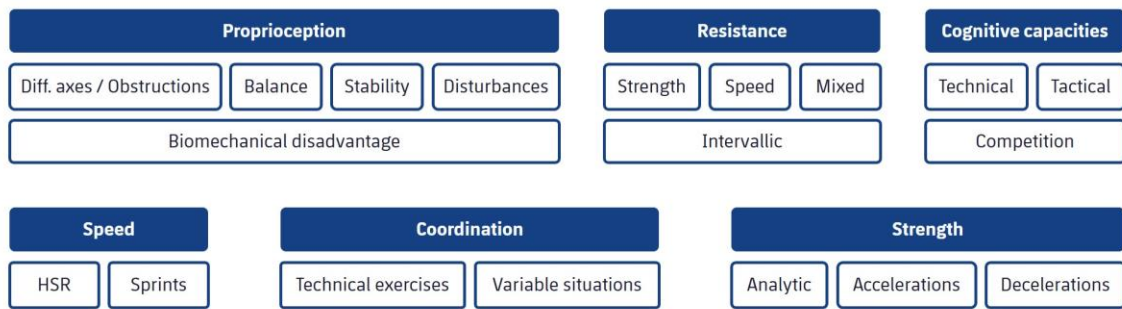 Proprioception
Diff. axes / Obstructions Balance Stability Disturbances
Biomechanical disadvantage
Resistance
Strength Speed Mixed
Intervallic
Cognitive capacities
Technical Tactical
Competition
Speed
HSR Sprints
Coordination
Technical exercises Variable situations
Strength
Analytic Accelerations Decelerations